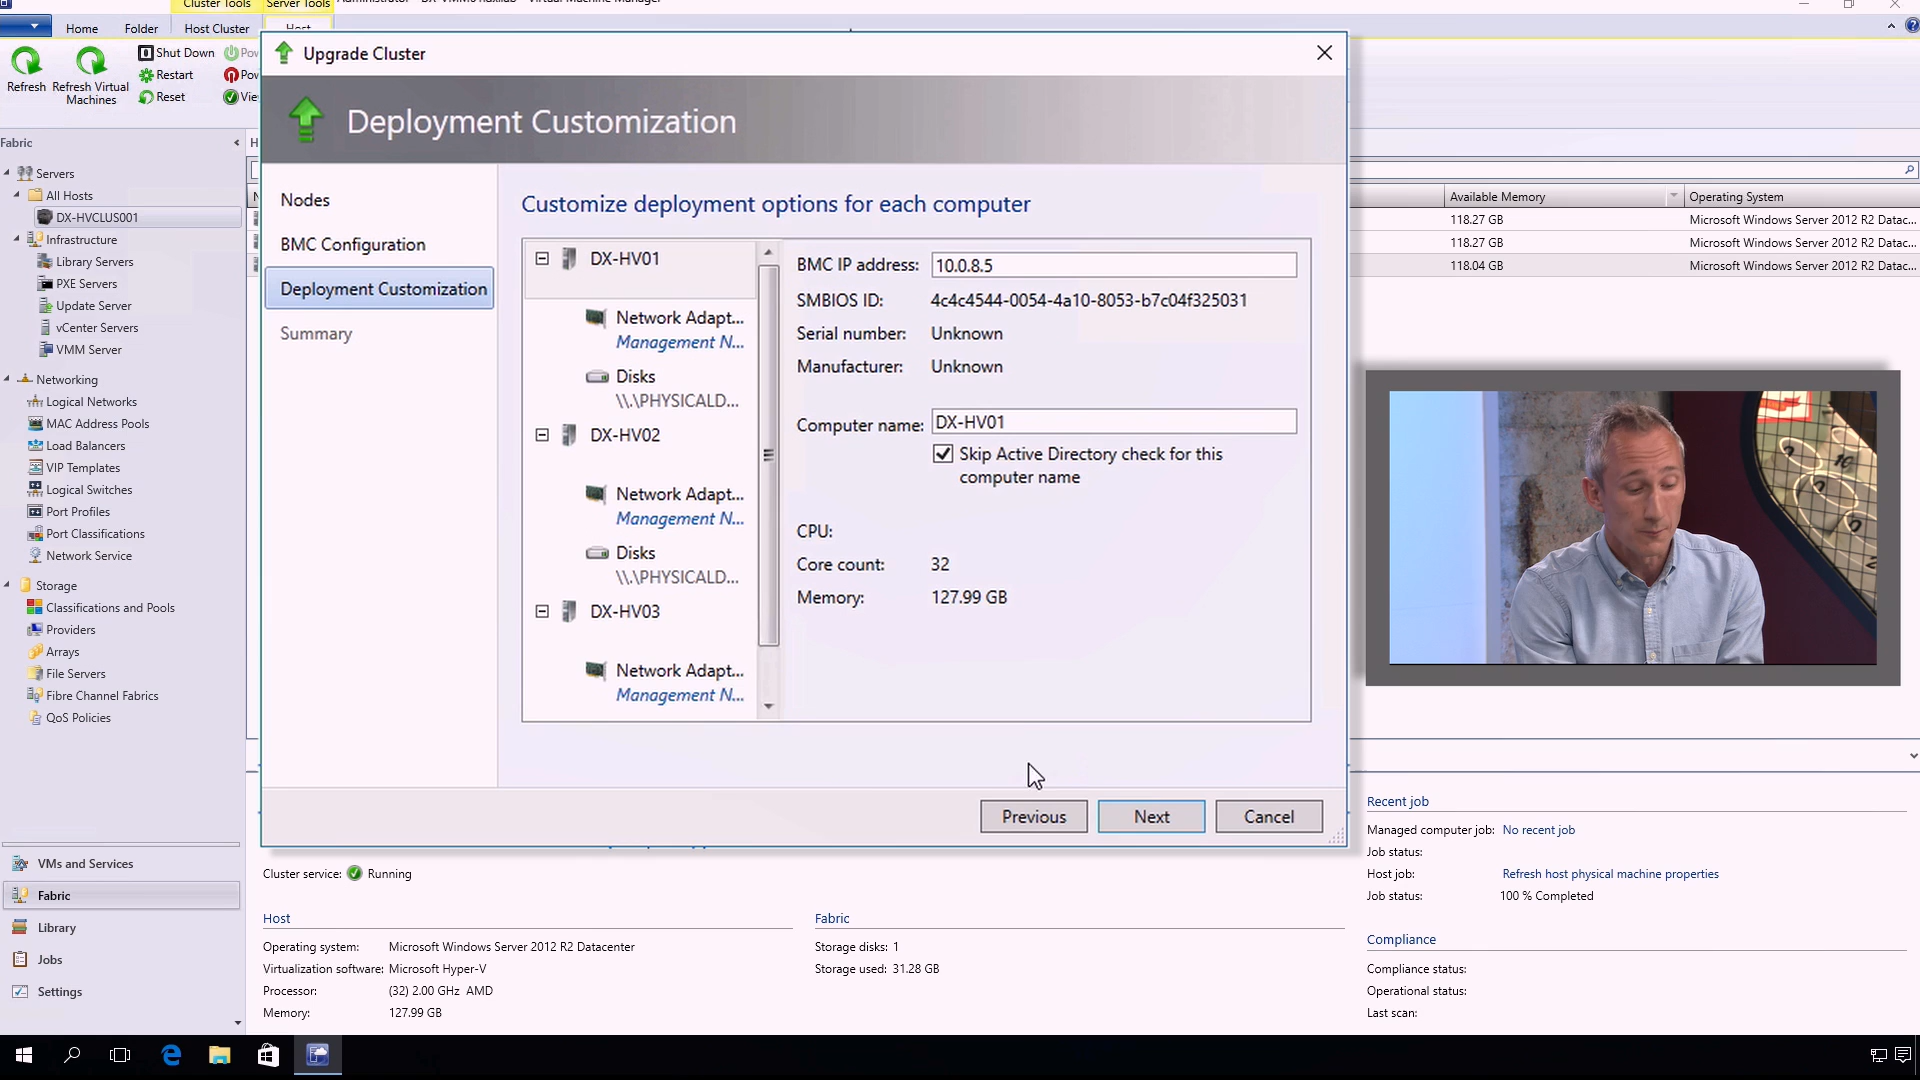 Cluster Tools
Server Tools
Virtual Machine Manager
Home
Folder
Host Cluster
Host
Refresh
Refresh Virtual
Machines
Shut Down
Restart
Reset
Upgrade Cluster
Deployment Customization
Fabric
Servers
All Hosts
DX-HVCLUS001
Infrastructure
Library Servers
PXE Servers
Update Server
vCenter Servers
VMM Server
Networking
Logical Networks
MAC Address Pools
Load Balancers
VIP Templates
Logical Switches
Port Profiles
Port Classifications
Network Service
Storage
Classifications and Pools
Providers
Arrays
File Servers
Fibre Channel Fabrics
QoS Policies
VMs and Services
Fabric
Library
Jobs
Settings
Nodes
BMC Configuration
Deployment Customization
Summary
Customize deployment options for each computer
DX-HV01
Network Adapt...
Management N...
Disks
\\.\PHYSICALD...
DX-HV02
Network Adapt...
Management N...
Disks
\\.\PHYSICALD...
DX-HV03
Network Adapt...
Management N...
BMC IP address: 10.0.8.5
SMBIOS ID: 4c4c4544-0054-4a10-8053-b7c04f325031
Serial number: Unknown
Manufacturer: Unknown
Computer name: DX-HV01
Skip Active Directory check for this
computer name
CPU:
Core count: 32
Memory: 127.99 GB
Previous
Next
Cancel
Available Memory
Operating System
118.27 GB
Microsoft Windows Server 2012 R2 Datac...
118.27 GB
Microsoft Windows Server 2012 R2 Datac...
118.04 GB
Microsoft Windows Server 2012 R2 Datac...
Cluster service: Running
Host
Operating system: Microsoft Windows Server 2012 R2 Datacenter
Virtualization software: Microsoft Hyper-V
Processor: (32) 2.00 GHz AMD
Memory: 127.99 GB
Fabric
Storage disks: 1
Storage used: 31.28 GB
Recent job
Managed computer job: No recent job
Job status:
Host job: Refresh host physical machine properties
Job status: 100 % Completed
Compliance
Compliance status:
Operational status:
Last scan: